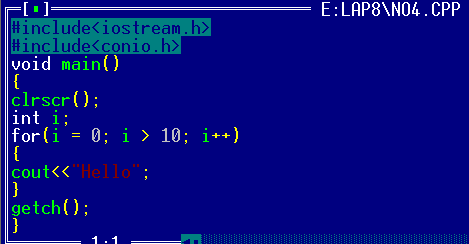 [▪] E:LAP8\NO4.CPP
#include<iostream.h>
#include<conio.h>
void main()
{
clrscr();
int i;
for(i = 0; i > 10; i++)
{
cout<<"Hello";
}
getch();
}
1:1